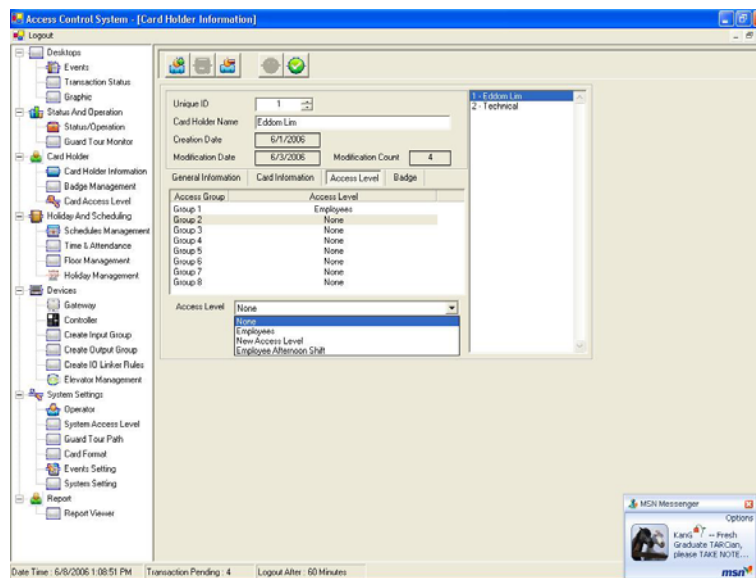 Access Control System - [Card Holder Information]
Logout
Desktops
Events
Transaction Status
Graphic
Status And Operation
Status/Operation
Guard Tour Monitor
Card Holder
Card Holder Information
Badge Management
Card Access Level
Holiday And Scheduling
Schedules Management
Time & Attendance
Floor Management
Holiday Management
Devices
Gateway
Controller
Create Input Group
Create Output Group
Create IO Linker Rules
Elevator Management
System Settings
Operator
System Access Level
Guard Tour Path
Card Format
Events Setting
System Setting
Report
Report Viewer
Unique ID 1
Card Holder Name Eddom Lim
Creation Date 6/1/2006
Modification Date 6/3/2006 Modification Count 4
General Information Card Information Access Level Badge
Access Group Access Level
Group 1 Employees
Group 2 None
Group 3 None
Group 4 None
Group 5 None
Group 6 None
Group 7 None
Group 8 None
Access Level None
None
Employees
New Access Level
Employee Afternoon Shift
1 - Eddom Lim
2 - Technical
MSN Messenger
Options
KanG -- Fresh
Graduate TARCian,
please TAKE NOTE...
msn
Date Time : 6/8/2006 1:08:51 PM Transaction Pending : 4 Logout After : 60 Minutes